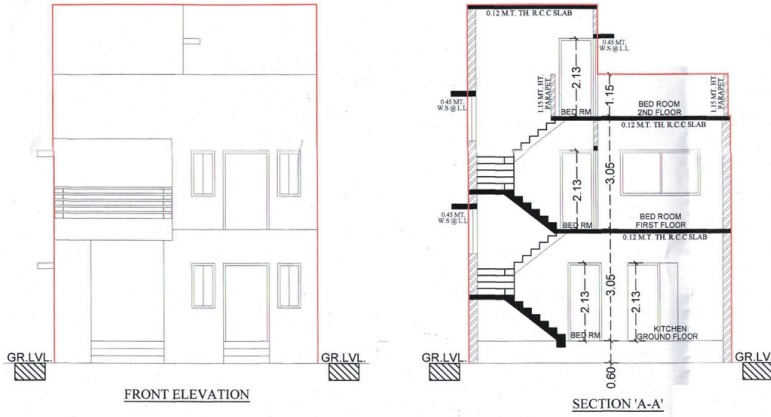 GR.LVL.
GR.LVL.
FRONT ELEVATION
0.12 M.T. TH. R.C.C SLAB
0.45 MT.
W.S @ L.L
2.13
BED RM
0.45 MT.
W.S @ L.L
1.15 MT. HT.
PARAPET
1.15
BED ROOM
2ND FLOOR
1.15 MT. HT.
PARAPET
0.12 M.T. TH. R.C.C SLAB
2.13
BED RM
3.05
BED ROOM
FIRST FLOOR
0.12 M.T. TH. R.C.C SLAB
0.45 MT.
W.S @ L.L
2.13
BED RM
3.05
2.13
KITCHEN
GROUND FLOOR
0.60
GR.LVL.
GR.LV
SECTION 'A-A'